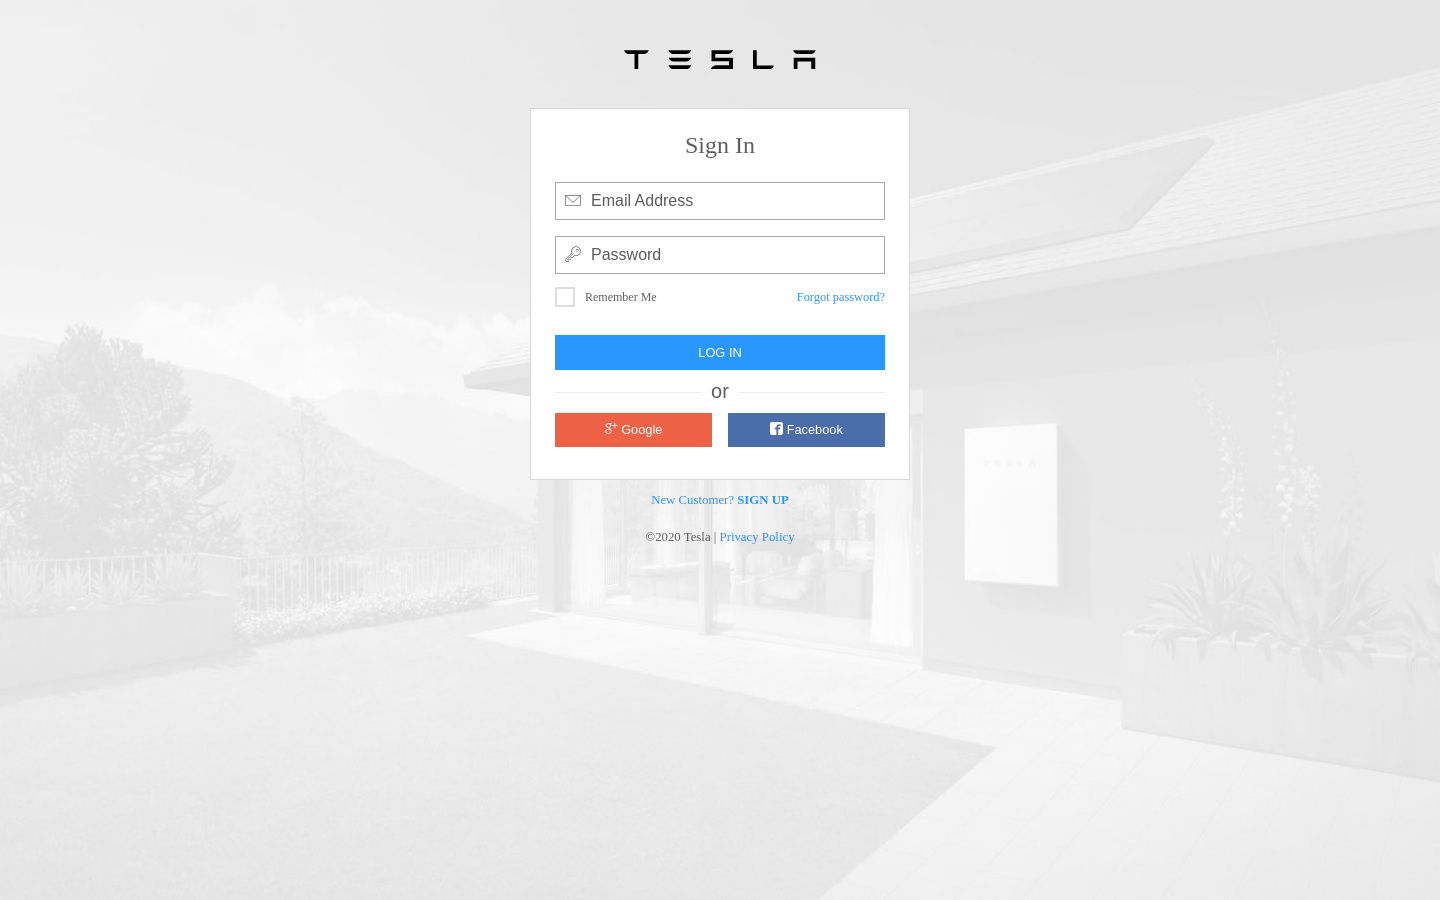 TESLA
Sign In
Email Address
Password
Remember Me Forgot password?
LOG IN
or
Google Facebook
New Customer? SIGN UP
©2020 Tesla | Privacy Policy